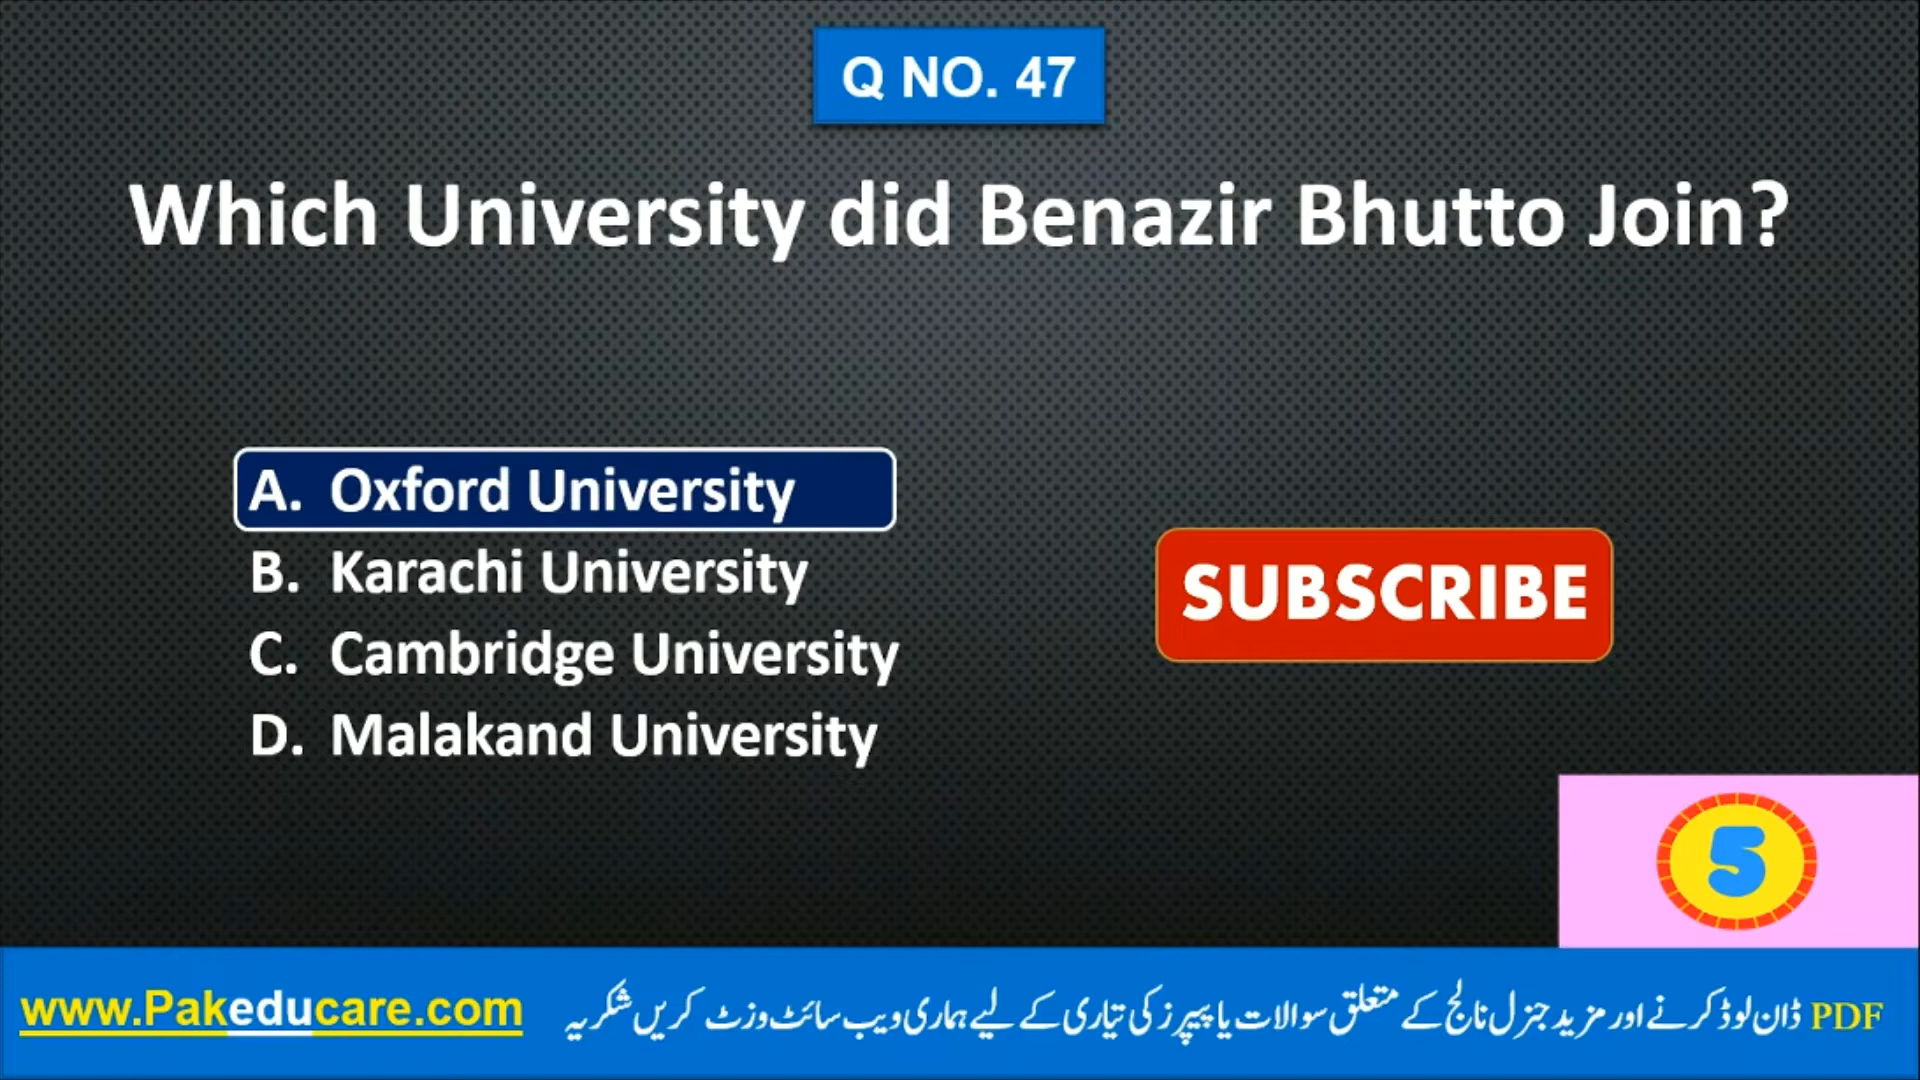 Q NO. 47
Which University did Benazir Bhutto Join?
A. Oxford University
B. Karachi University
C. Cambridge University
D. Malakand University
SUBSCRIBE
5
www.Pakeducare.com
PDF ڈان لوڈ کرنے اور مزید جنرل نالج کے متعلق سوالات یا پیپرز کی تیاری کے لیے ہماری ویب سائٹ وزٹ کریں شکریہ